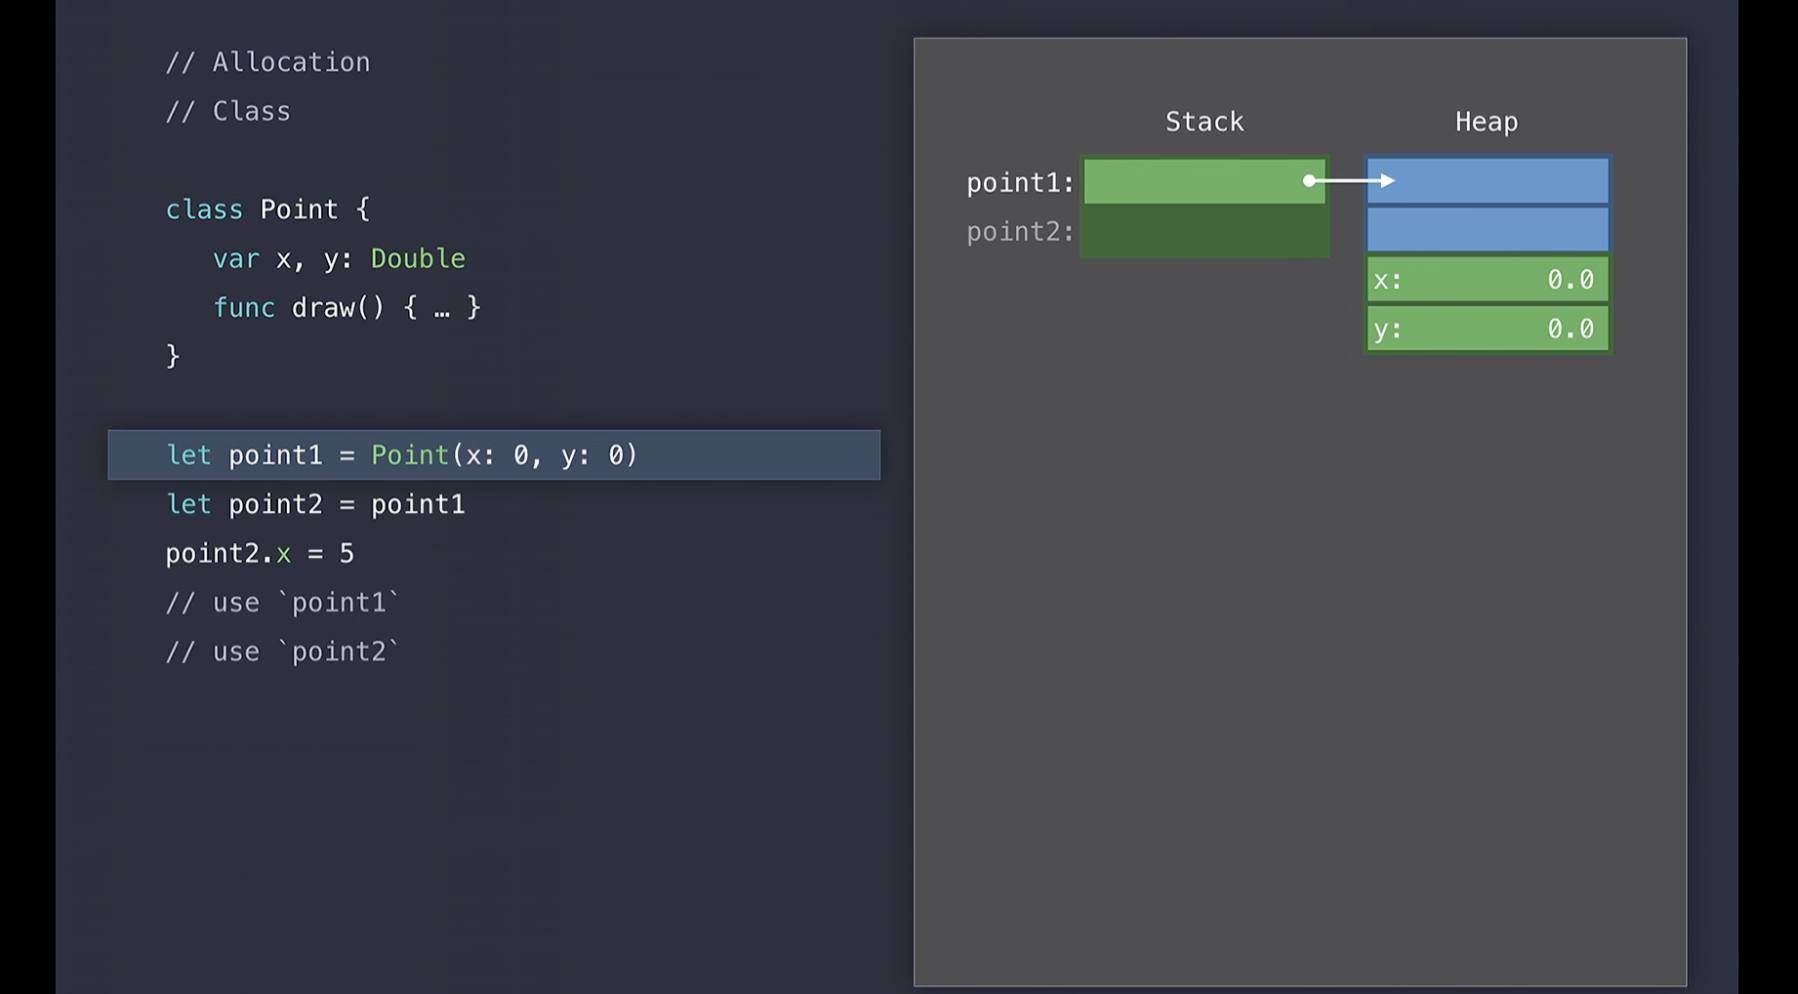 // Allocation
// Class
class Point {
var x, y: Double
func draw() { … }
}
let point1 = Point(x: 0, y: 0)
let point2 = point1
point2.x = 5
// use `point1`
// use `point2`
Stack Heap
point1:
point2:
x: 0.0
y: 0.0